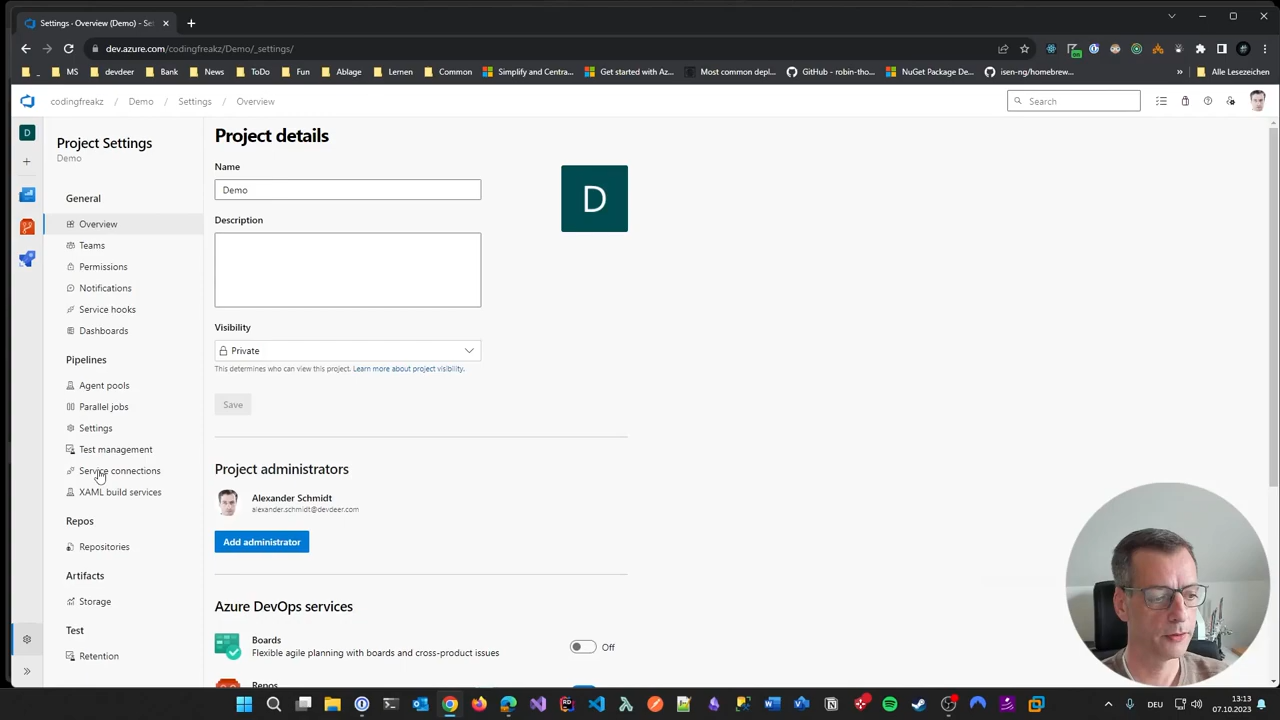 Settings - Overview (Demo) - Se
dev.azure.com/codingfreakz/Demo/_settings/
MS
devdeer
Bank
News
ToDo
Fun
Ablage
Lernen
Common
Simplify and Centra...
Get started with Az...
Most common depl...
GitHub - robin-tho...
NuGet Package De...
isen-ng/homebrew...
»
Alle Lesezeichen
codingfreakz / Demo / Settings / Overview
Search
D
Project Settings
Demo
General
Overview
Teams
Permissions
Notifications
Service hooks
Dashboards
Pipelines
Agent pools
Parallel jobs
Settings
Test management
Service connections
XAML build services
Repos
Repositories
Artifacts
Storage
Test
Retention
Project details
Name
Demo
D
Description
Visibility
Private
This determines who can view this project. Learn more about project visibility.
Save
Project administrators
Alexander Schmidt
alexander.schmidt@devdeer.com
Add administrator
Azure DevOps services
Boards
Flexible agile planning with boards and cross-product issues
Off
Repos
DEU
13:13
07.10.2023